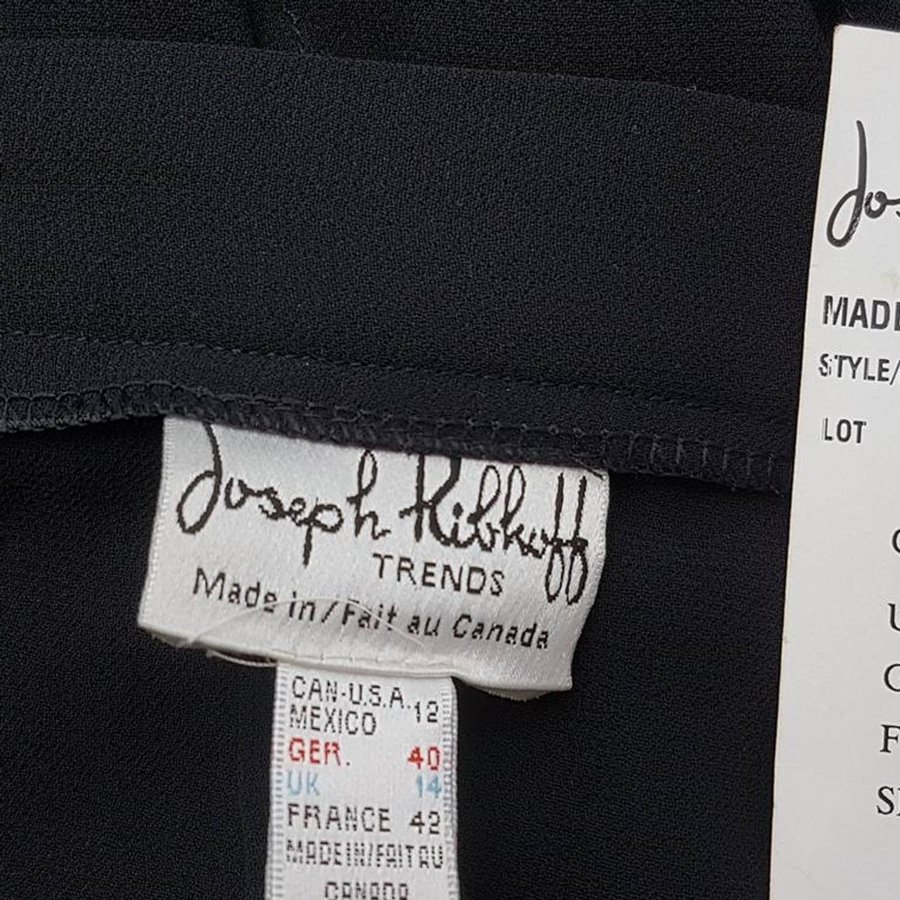 Joseph Ribkoff
TRENDS
Made in/Fait au Canada
CAN-U.S.A. 12
MEXICO
GER. 40
UK 14
FRANCE 42
MADE IN/FAIT AU
CANADA
MADE
STYLE/
LOT